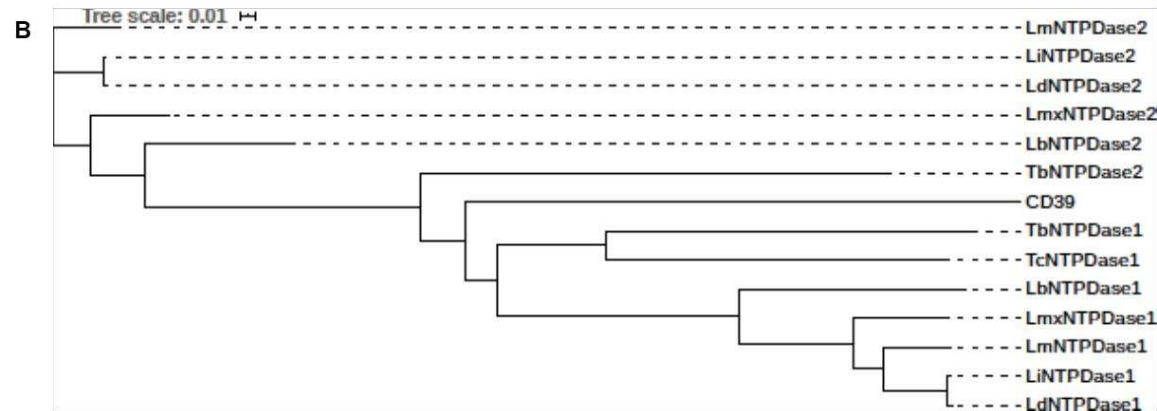 B
Tree scale: 0.01
LmNTPDase2
LiNTPDase2
LdNTPDase2
LmxNTPDase2
LbNTPDase2
TbNTPDase2
CD39
TbNTPDase1
TcNTPDase1
LbNTPDase1
LmxNTPDase1
LmNTPDase1
LiNTPDase1
LdNTPDase1